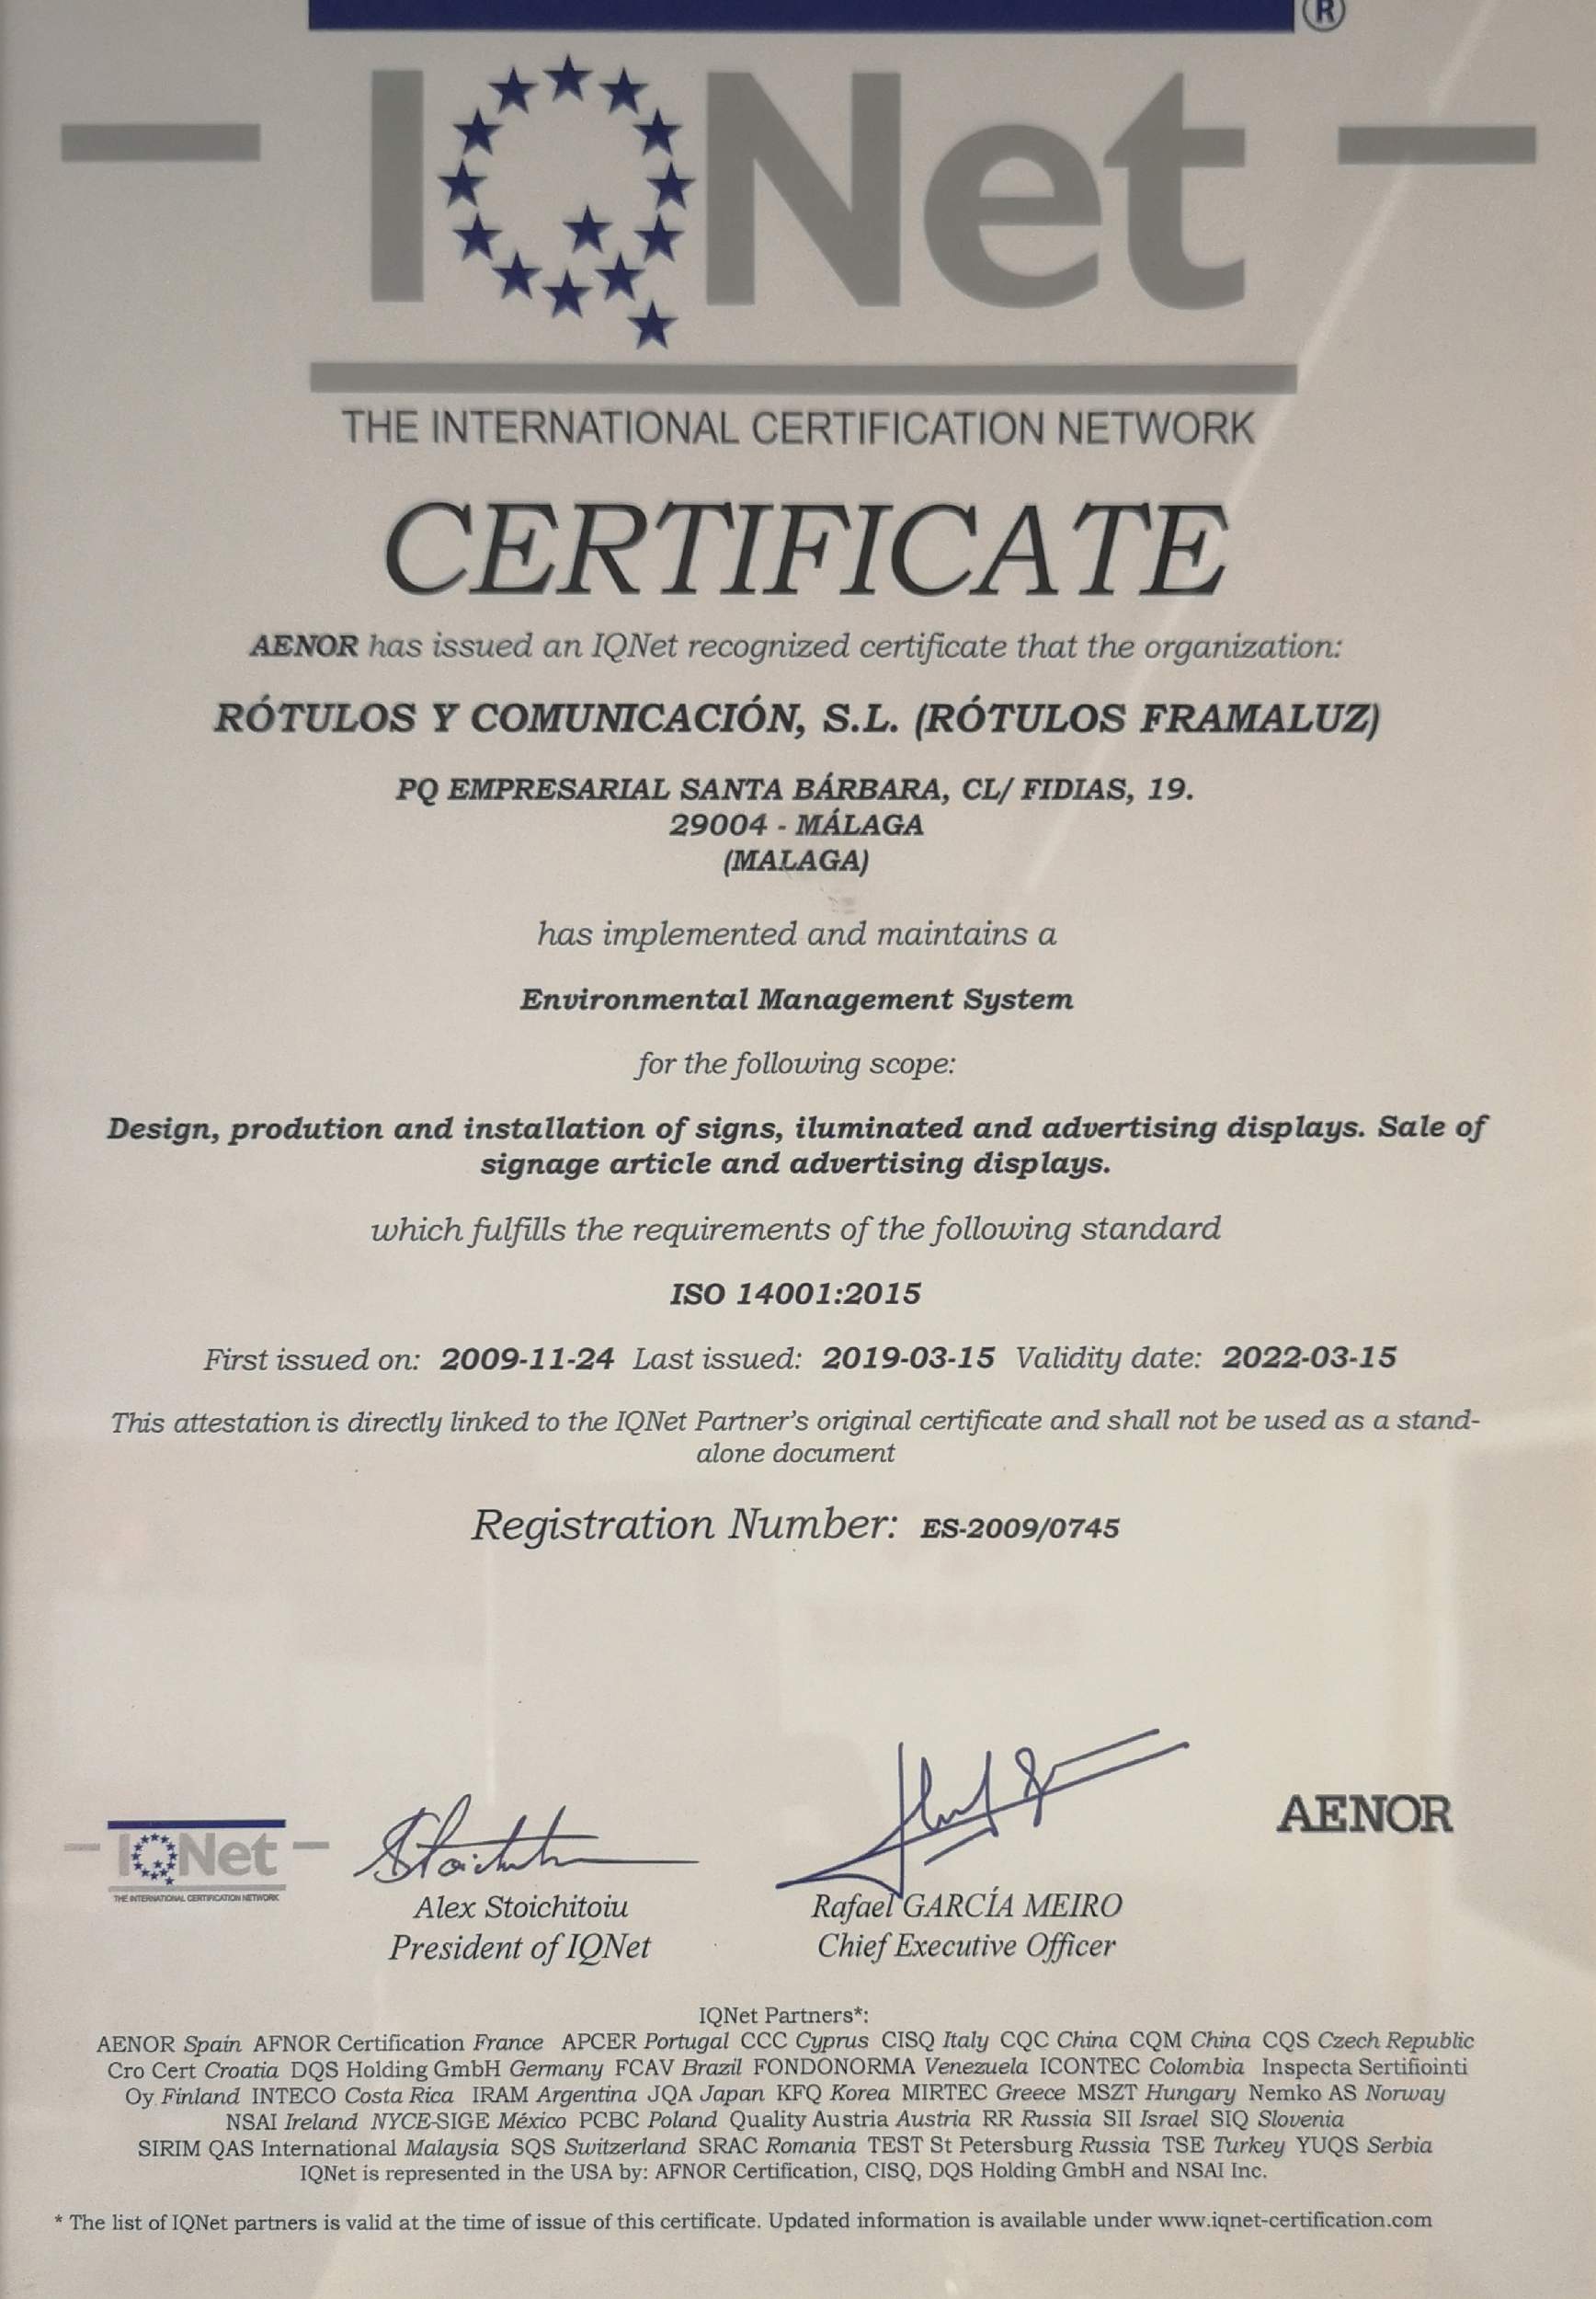 ®
IQNet
THE INTERNATIONAL CERTIFICATION NETWORK
CERTIFICATE
AENOR has issued an IQNet recognized certificate that the organization:
RÓTULOS Y COMUNICACIÓN, S.L. (RÓTULOS FRAMALUZ)
PQ EMPRESARIAL SANTA BÁRBARA, CL/ FIDIAS, 19.
29004 - MÁLAGA
(MALAGA)
has implemented and maintains a
Environmental Management System
for the following scope:
Design, prodution and installation of signs, iluminated and advertising displays. Sale of
signage article and advertising displays.
which fulfills the requirements of the following standard
ISO 14001:2015
First issued on: 2009-11-24 Last issued: 2019-03-15 Validity date: 2022-03-15
This attestation is directly linked to the IQNet Partner's original certificate and shall not be used as a stand-
alone document
Registration Number: ES-2009/0745
AENOR
IQNet
THE INTERNATIONAL CERTIFICATION NETWORK
Alex Stoichitoiu
President of IQNet
Rafael GARCÍA MEIRO
Chief Executive Officer
IQNet Partners*:
AENOR Spain AFNOR Certification France APCER Portugal CCC Cyprus CISQ Italy CQC China CQM China CQS Czech Republic
Cro Cert Croatia DQS Holding GmbH Germany FCAV Brazil FONDONORMA Venezuela ICONTEC Colombia Inspecta Sertifiointi
Oy Finland INTECO Costa Rica IRAM Argentina JQA Japan KFQ Korea MIRTEC Greece MSZT Hungary Nemko AS Norway
NSAI Ireland NYCE-SIGE México PCBC Poland Quality Austria Austria RR Russia SII Israel SIQ Slovenia
SIRIM QAS International Malaysia SQS Switzerland SRAC Romania TEST St Petersburg Russia TSE Turkey YUQS Serbia
IQNet is represented in the USA by: AFNOR Certification, CISQ, DQS Holding GmbH and NSAI Inc.
* The list of IQNet partners is valid at the time of issue of this certificate. Updated information is available under www.iqnet-certification.com